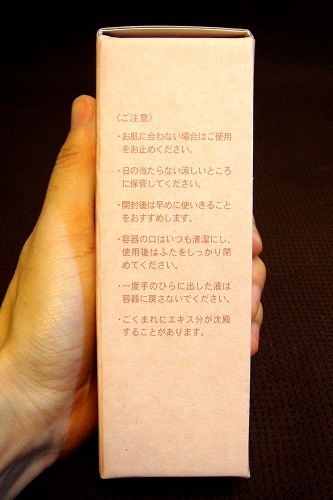 〈ご注意〉
・お肌に合わない場合はご使用
をお止めください。
・日の当たらない涼しいところ
に保管してください。
・開封後は早めに使いきること
をおすすめします。
・容器の口はいつも清潔にし、
使用後はふたをしっかり閉
めてください。
・一度手のひらに出した液は
容器に戻さないでください。
・ごくまれにエキス分が沈殿
することがあります。